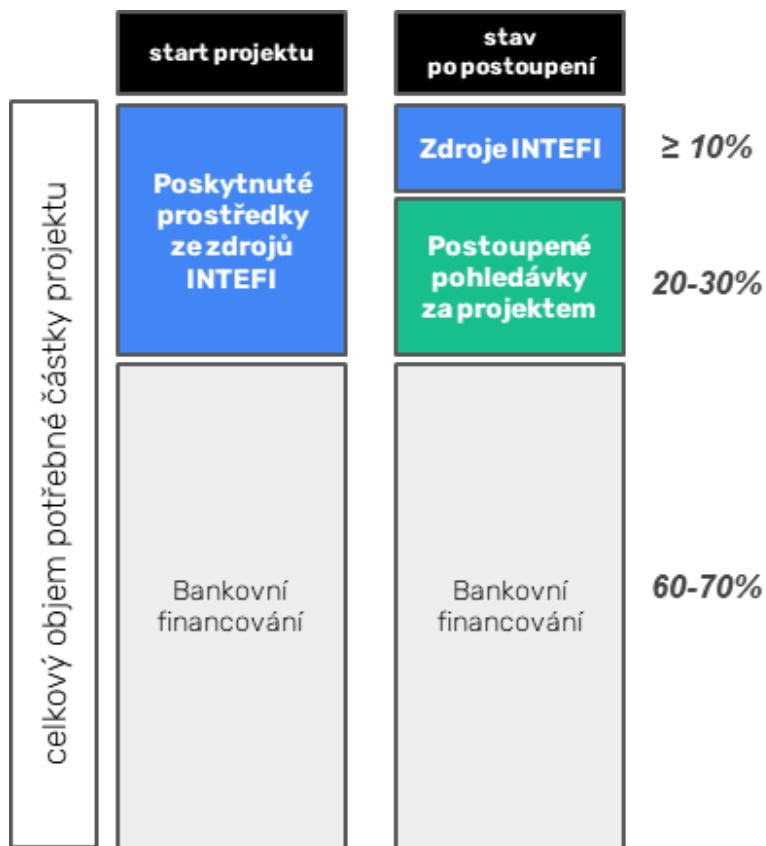 start projektu
stav
po postoupení
celkový objem potřebné částky projektu
Poskytnuté
prostředky
ze zdrojů
INTEFI
Zdroje INTEFI
≥ 10%
Postoupené
pohledávky
za projektem
20-30%
Bankovní
financování
Bankovní
financování
60-70%